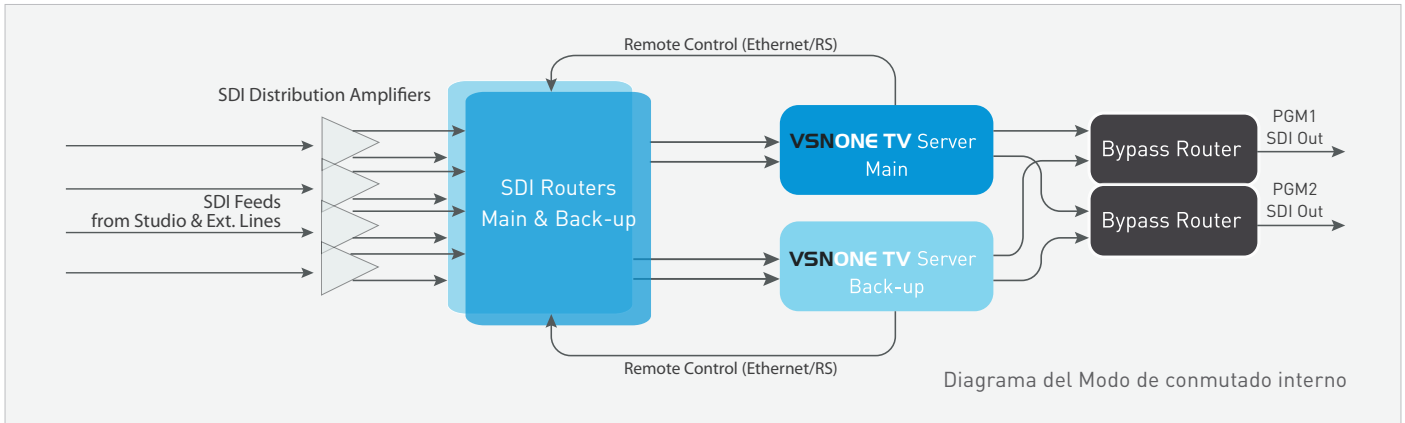 Remote Control (Ethernet/RS)
SDI Distribution Amplifiers
SDI Feeds
from Studio & Ext. Lines
SDI Routers
Main & Back-up
VSNONE TV Server
Main
VSNONE TV Server
Back-up
Bypass Router
Bypass Router
PGM1
SDI Out
PGM2
SDI Out
Remote Control (Ethernet/RS)
Diagrama del Modo de conmutado interno